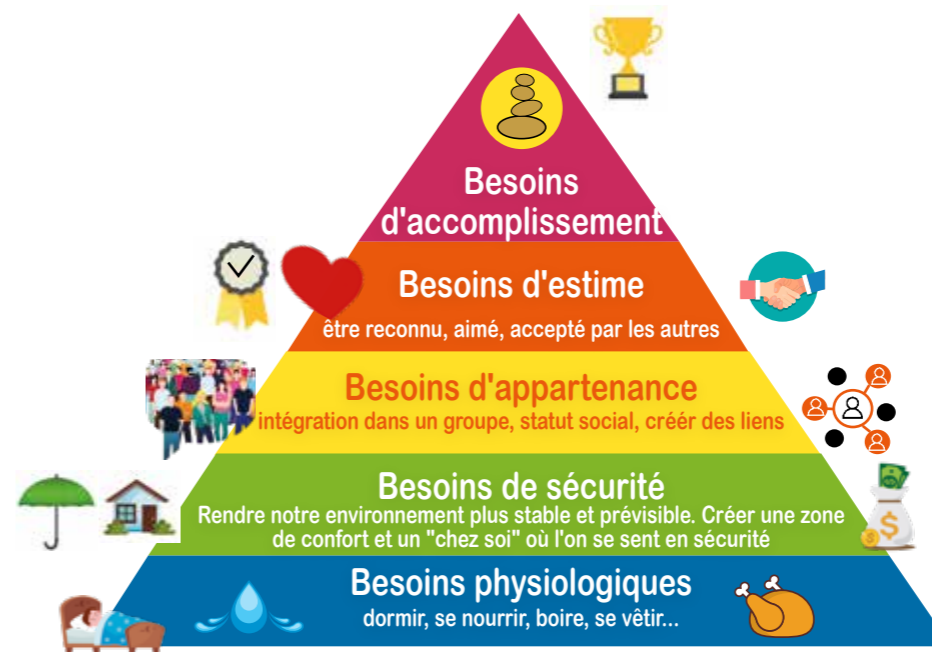 Besoins
d'accomplissement
Besoins d'estime
être reconnu, aimé, accepté par les autres
Besoins d'appartenance
intégration dans un groupe, statut social, créér des liens
Besoins de sécurité
Rendre notre environnement plus stable et prévisible. Créer une zone
de confort et un "chez soi" où l'on se sent en sécurité
Besoins physiologiques
dormir, se nourrir, boire, se vêtir...